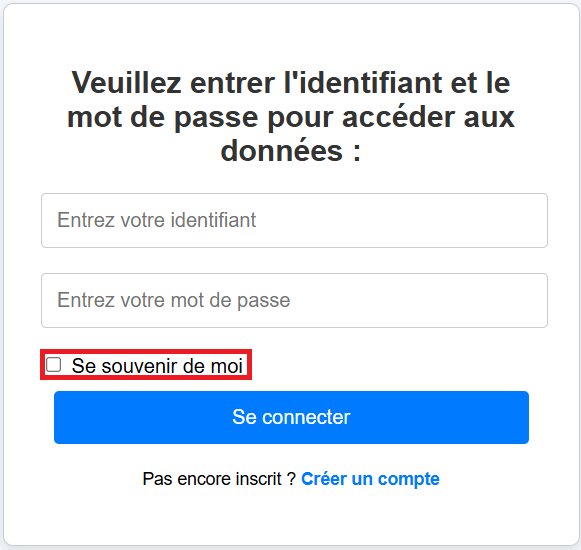 Veuillez entrer l'identifiant et le
mot de passe pour accéder aux
données :
Entrez votre identifiant
Entrez votre mot de passe
Se souvenir de moi
Se connecter
Pas encore inscrit ? Créer un compte